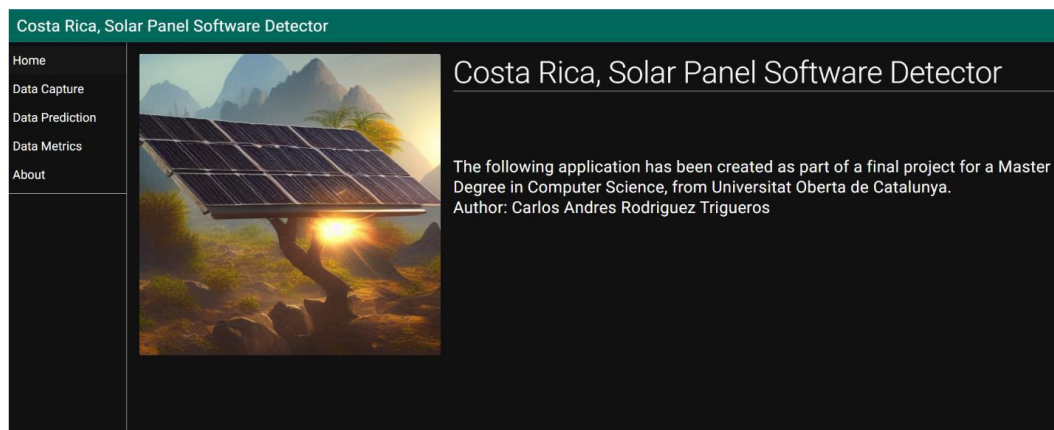 Costa Rica, Solar Panel Software Detector
Home
Data Capture
Data Prediction
Data Metrics
About
Costa Rica, Solar Panel Software Detector
The following application has been created as part of a final project for a Master
Degree in Computer Science, from Universitat Oberta de Catalunya.
Author: Carlos Andres Rodriguez Trigueros